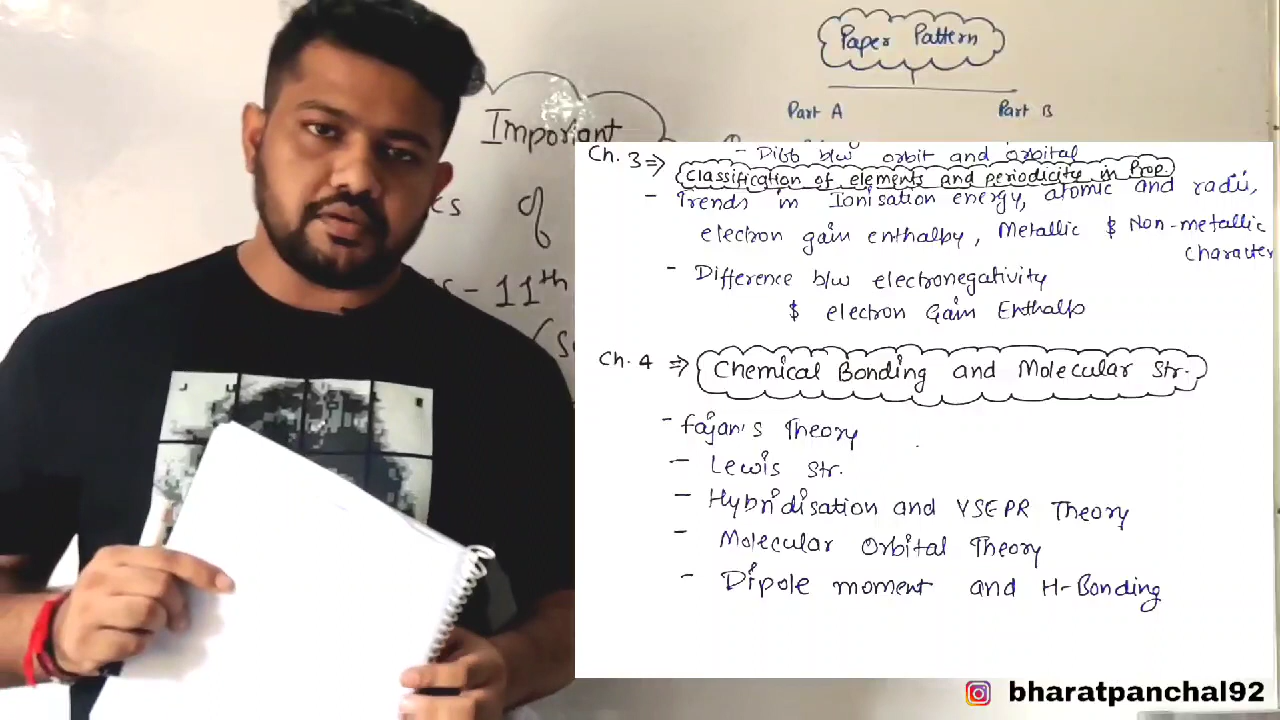 Paper Pattern
Part A
Part B
Important
of
- 11th
- Diff b/w orbit and orbital
Ch. 3 ⇒ Classification of elements and periodicity in Prop.
- Trends in Ionisation energy, atomic and radii,
electron gain enthalby, Metallic & Non-metallic
character
- Difference b/w electronegativity
& electron Gain Enthalp
Ch. 4 ⇒ Chemical Bonding and Molecular Str.
- Fajan's Theory
- Lewis Str.
- Hybridisation and VSEPR Theory
- Molecular Orbital Theory
- Dipole moment and H-Bonding
bharatpanchal92